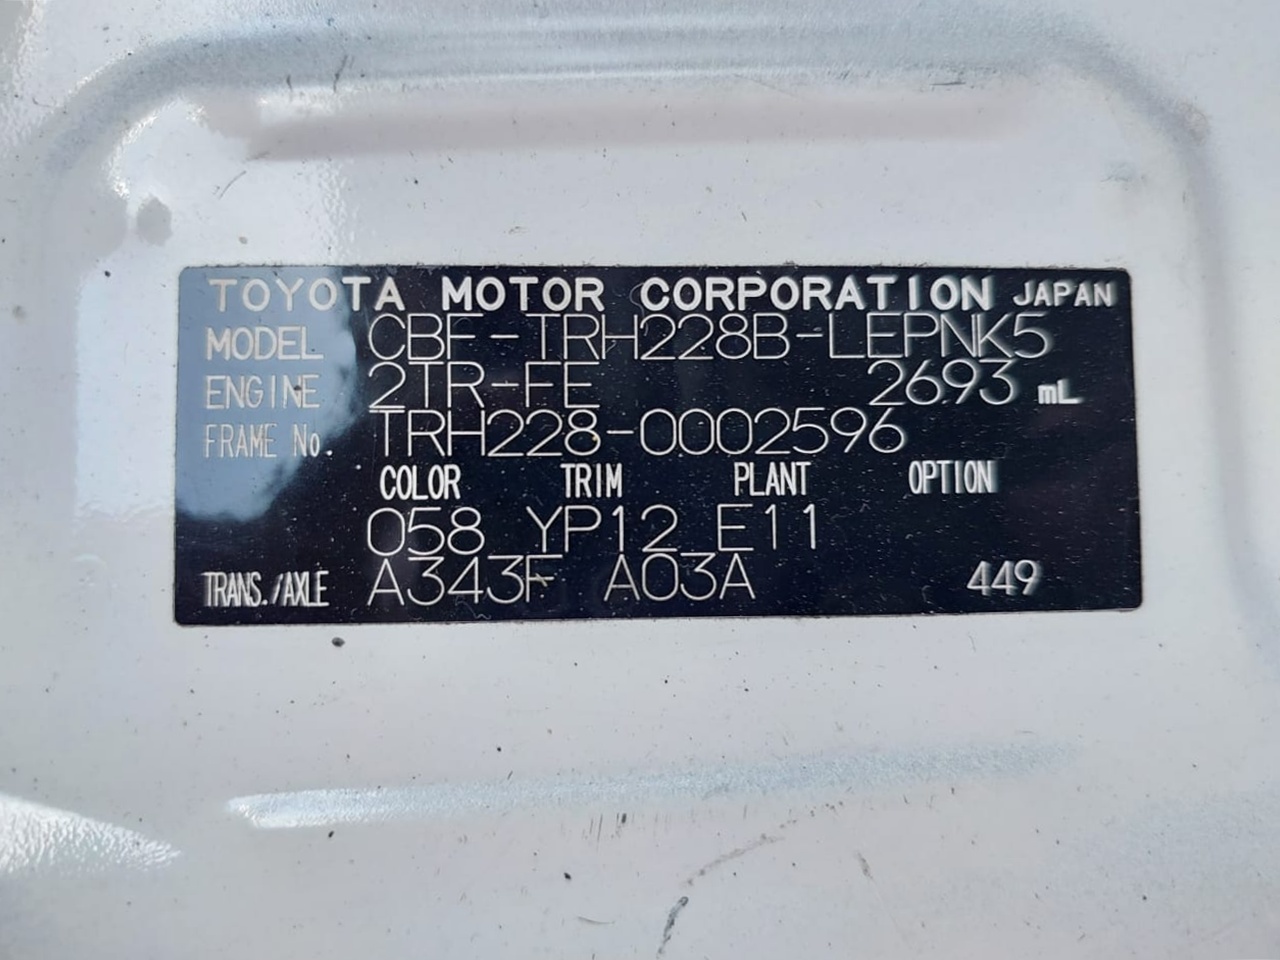 TOYOTA MOTOR CORPORATION JAPAN
MODEL CBF-TRH228B-LEPNK5
ENGINE 2TR-FE 2693 mL
FRAME No. TRH228-0002596
COLOR TRIM PLANT OPTION
058 YP12 E11
TRANS./AXLE A343F A03A 449